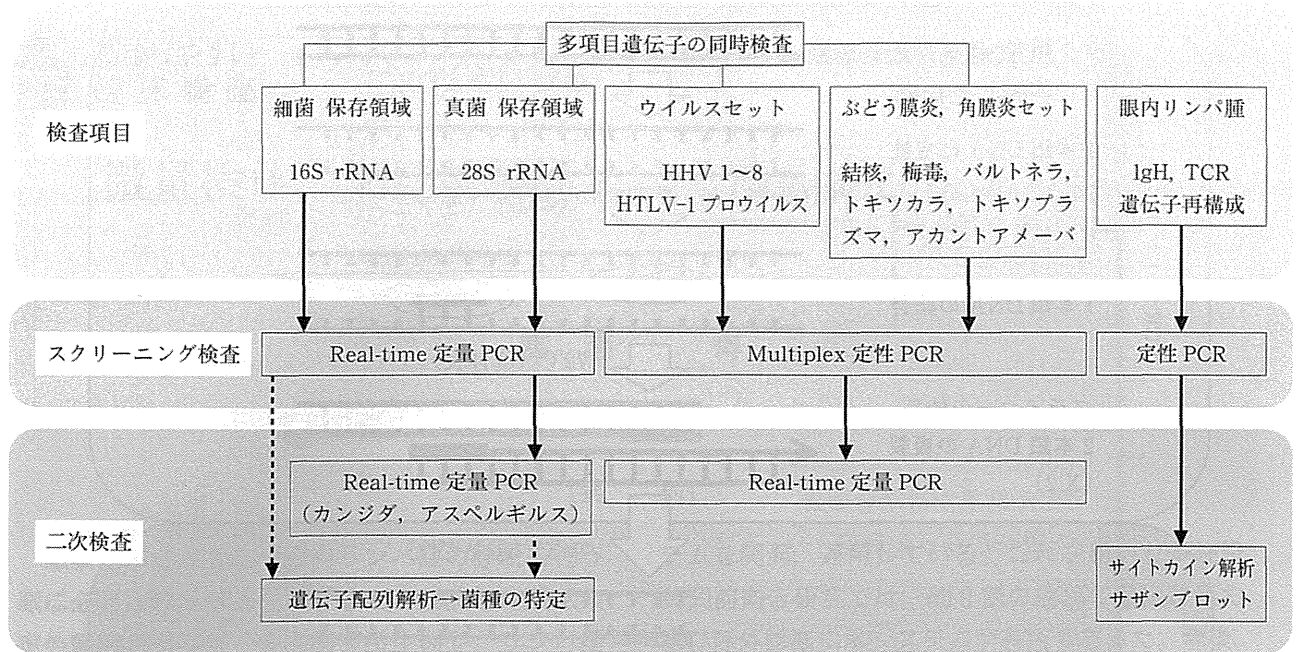 多項目遺伝子の同時検査
検査項目
細菌 保存領域
16S rRNA
真菌 保存領域
28S rRNA
ウイルスセット
HHV 1〜8
HTLV-1 プロウイルス
ぶどう膜炎，角膜炎セット
結核，梅毒，バルトネラ，
トキソカラ，トキソプラ
ズマ，アカントアメーバ
眼内リンパ腫
IgH, TCR
遺伝子再構成
スクリーニング検査
Real-time 定量 PCR
Multiplex 定性 PCR
定性 PCR
二次検査
Real-time 定量 PCR
（カンジダ，アスペルギルス）
Real-time 定量 PCR
遺伝子配列解析→菌種の特定
サイトカイン解析
サザンブロット